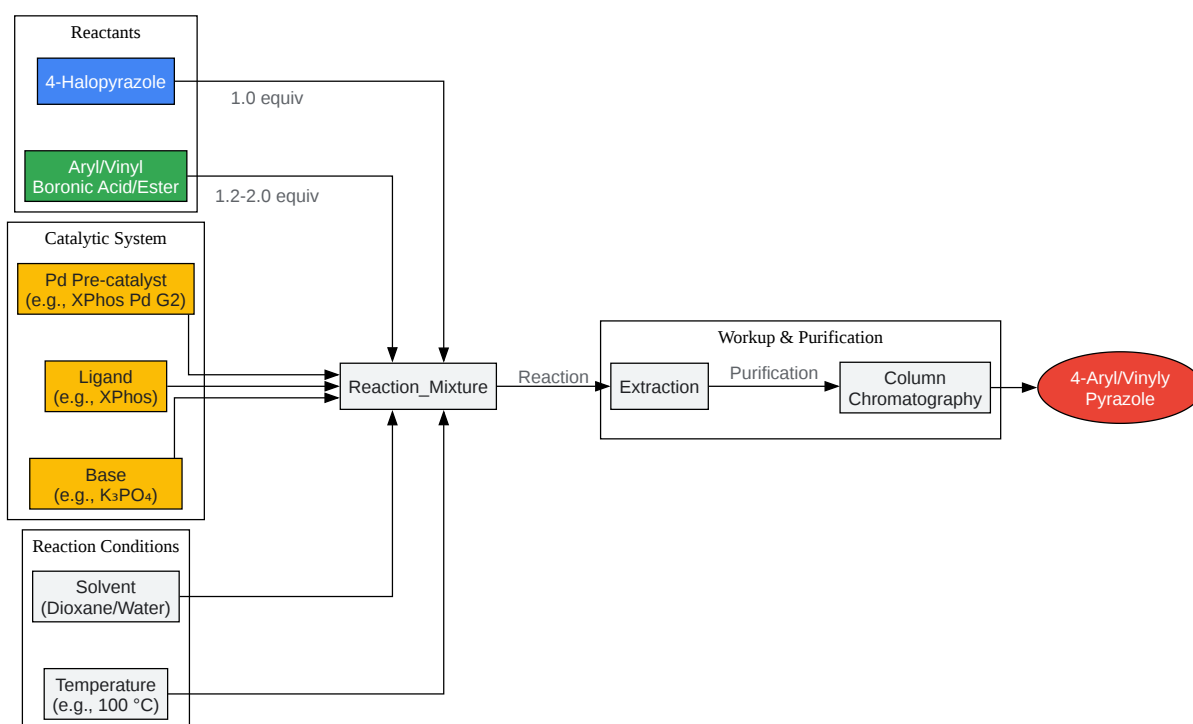 Reactants
4-Halopyrazole
1.0 equiv
Aryl/Vinyl
Boronic Acid/Ester
1.2-2.0 equiv
Catalytic System
Pd Pre-catalyst
(e.g., XPhos Pd G2)
Ligand
(e.g., XPhos)
Base
(e.g., K₃PO₄)
Reaction Conditions
Solvent
(Dioxane/Water)
Temperature
(e.g., 100 °C)
Reaction_Mixture
Reaction
Workup & Purification
Extraction
Purification
Column
Chromatography
4-Aryl/Vinyly
Pyrazole